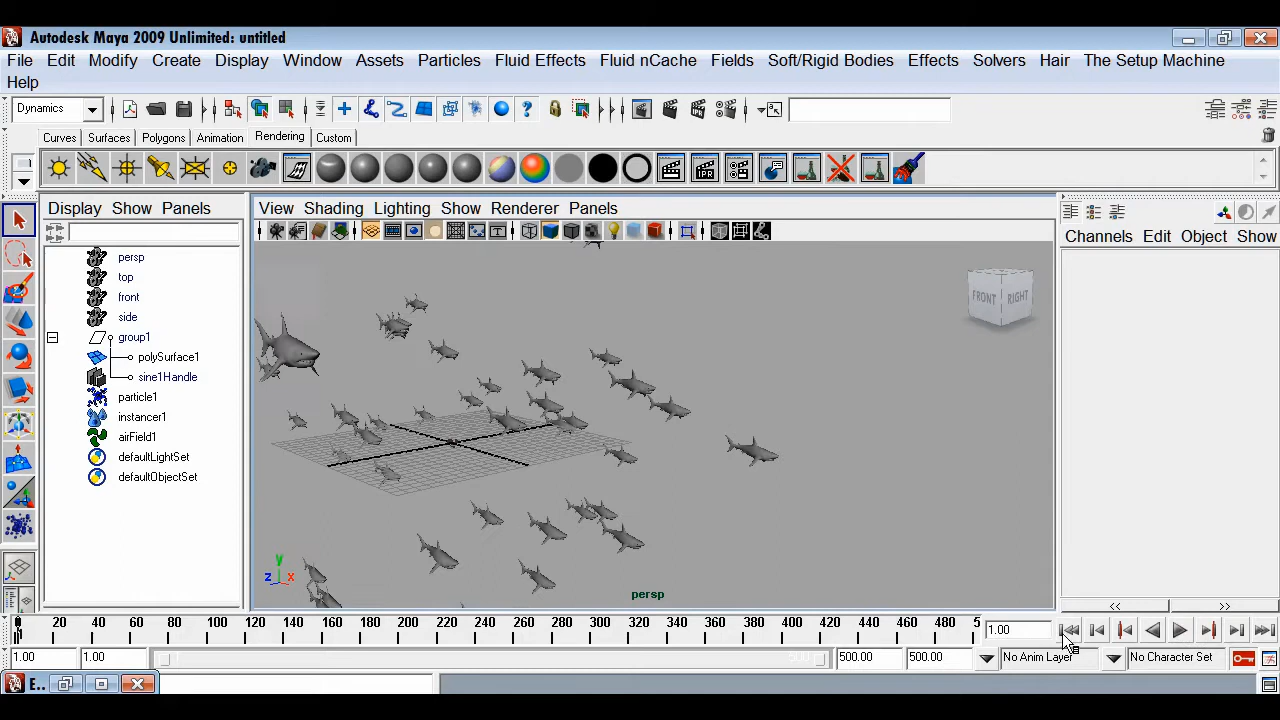 Autodesk Maya 2009 Unlimited: untitled
File Edit Modify Create Display Window Assets Particles Fluid Effects Fluid nCache Fields Soft/Rigid Bodies Effects Solvers Hair The Setup Machine
Help
Dynamics
Curves Surfaces Polygons Animation Rendering Custom
IPR
Display Show Panels
View Shading Lighting Show Renderer Panels
Channels Edit Object Show
persp
top
front
side
group1
polySurface1
sine1Handle
particle1
instancer1
airField1
defaultLightSet
defaultObjectSet
FRONT RIGHT
y
z x
persp
20 40 60 80 100 120 140 160 180 200 220 240 260 280 300 320 340 360 380 400 420 440 460 480 5
1.00
1.00 1.00 500 500.00 500.00 No Anim Layer No Character Set
E...